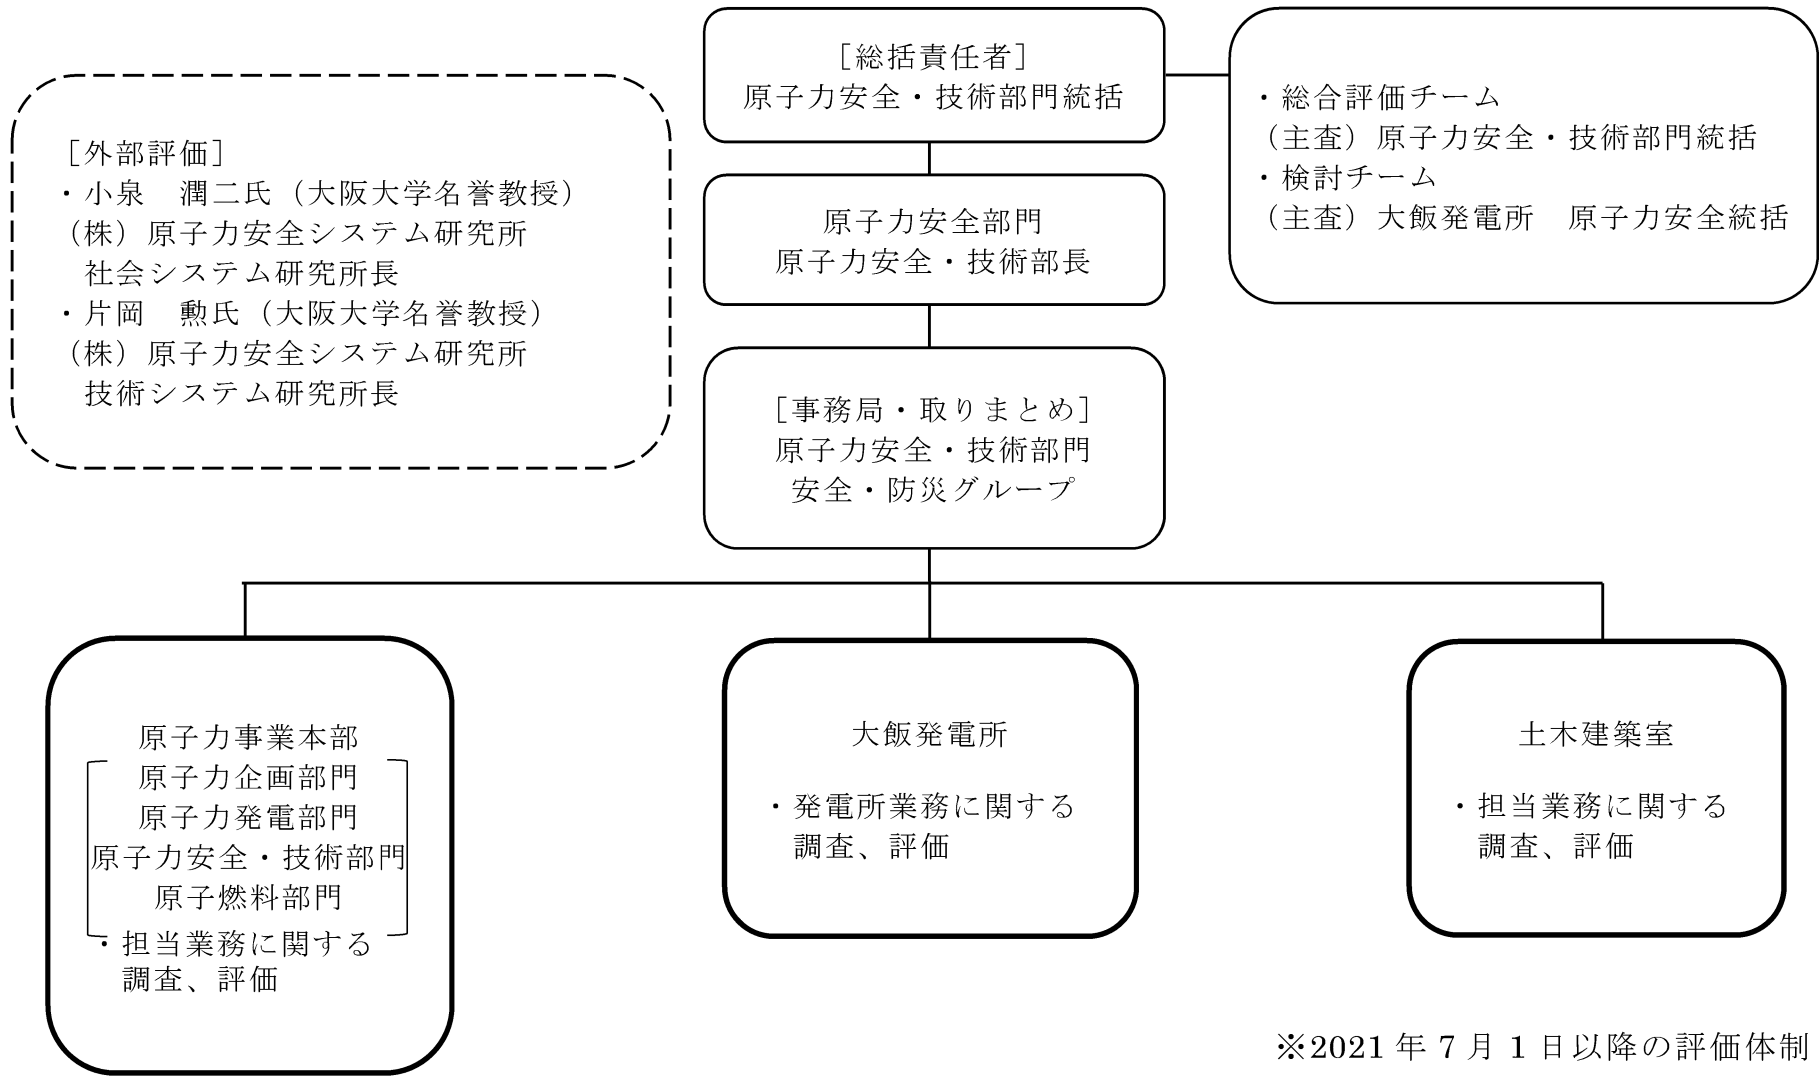 ［総括責任者］
原子力安全・技術部門統括
・総合評価チーム
（主査）原子力安全・技術部門統括
・検討チーム
（主査）大飯発電所　原子力安全統括
［外部評価］
・小泉　潤二氏（大阪大学名誉教授）
（株）原子力安全システム研究所
社会システム研究所長
・片岡　勲氏（大阪大学名誉教授）
（株）原子力安全システム研究所
技術システム研究所長
原子力安全部門
原子力安全・技術部長
［事務局・取りまとめ］
原子力安全・技術部門
安全・防災グループ
原子力事業本部
原子力企画部門
原子力発電部門
原子力安全・技術部門
原子燃料部門
・担当業務に関する
調査、評価
大飯発電所
・発電所業務に関する
調査、評価
土木建築室
・担当業務に関する
調査、評価
※2021年7月1日以降の評価体制